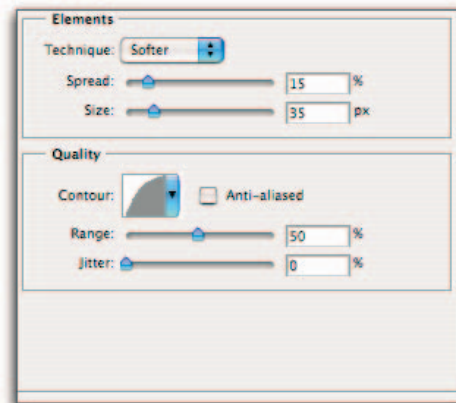 Elements
Technique: Softer
Spread: 15 %
Size: 35 px
Quality
Contour: Anti-aliased
Range: 50 %
Jitter: 0 %